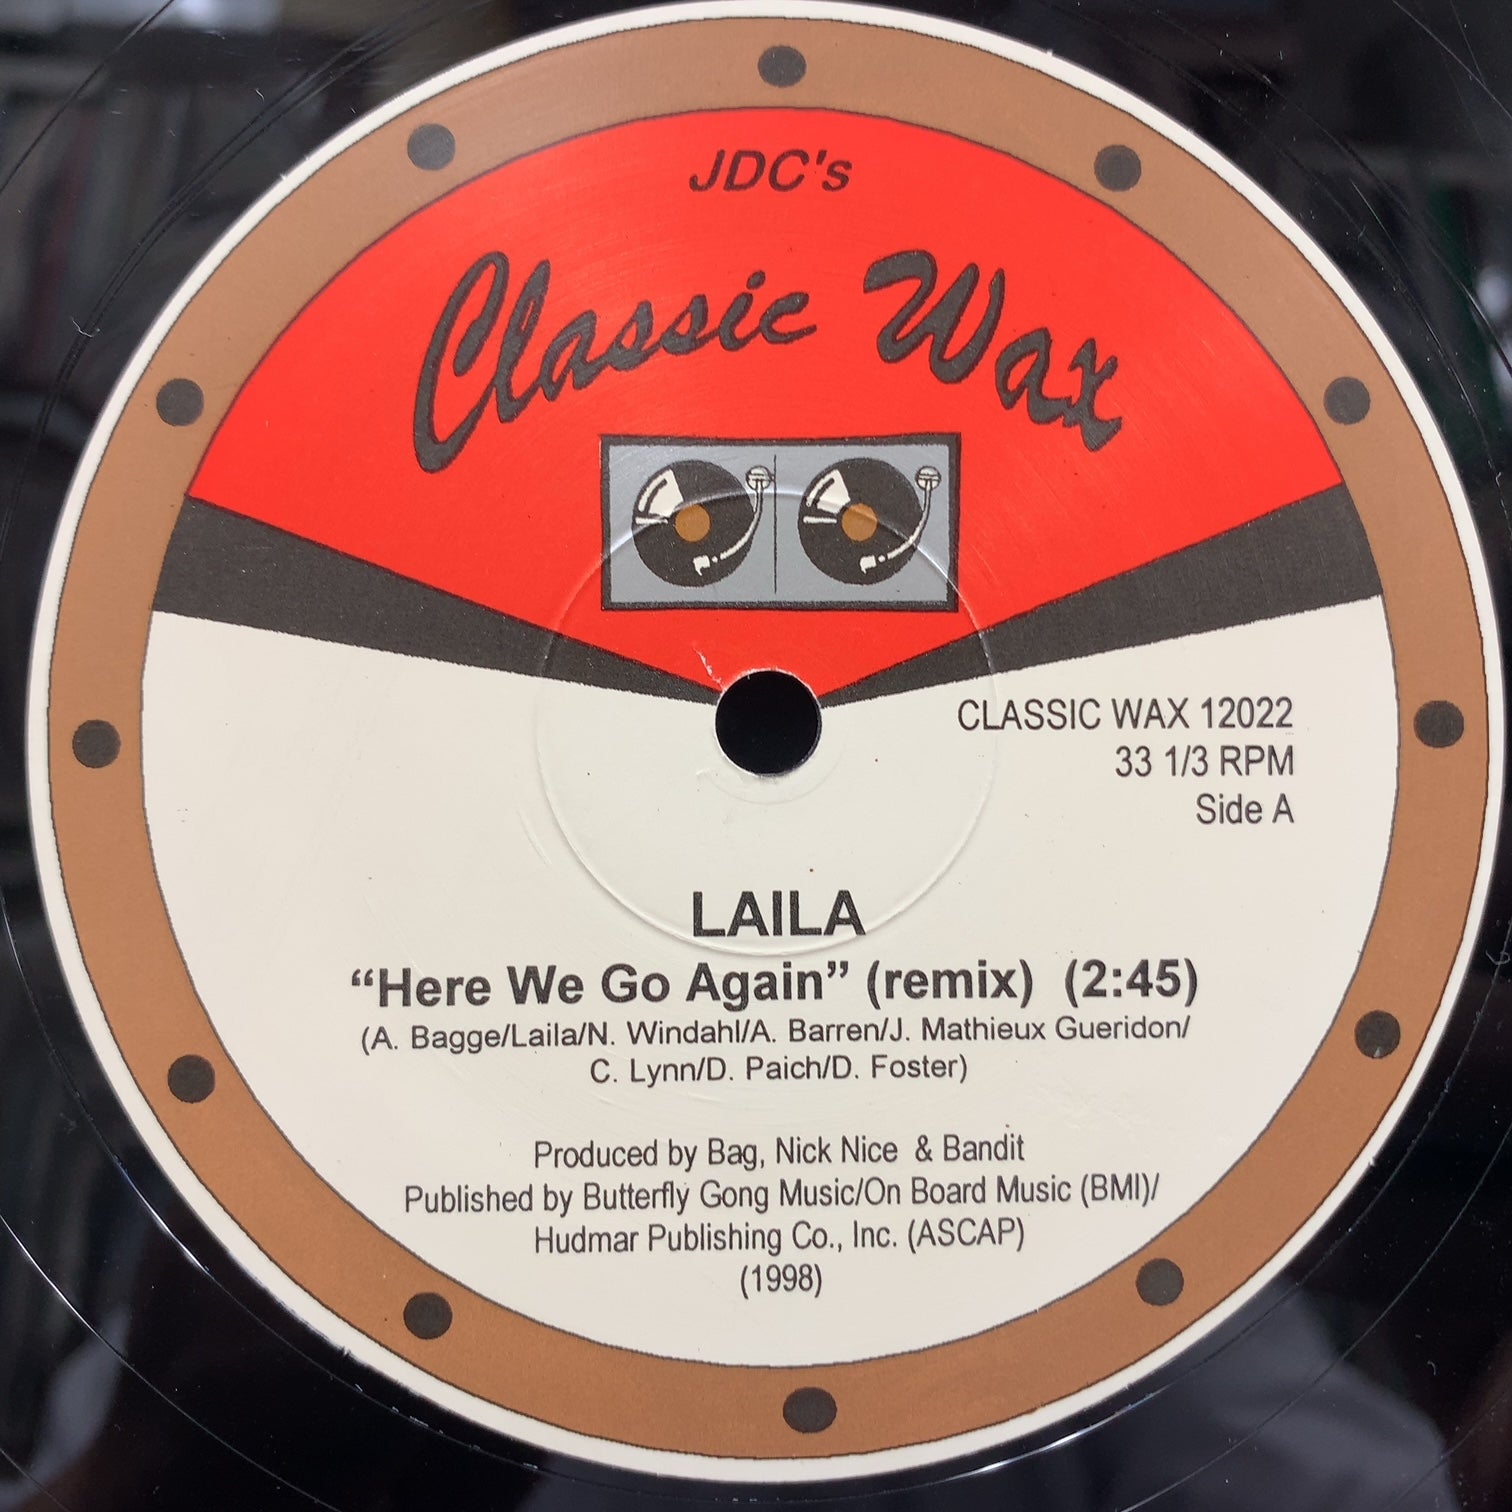 JDC's
Classic Wax
CLASSIC WAX 12022
33 1/3 RPM
Side A
LAILA
“Here We Go Again” (remix) (2:45)
(A. Bagge/Laila/N. Windahl/A. Barren/J. Mathieux Gueridon/
C. Lynn/D. Paich/D. Foster)
Produced by Bag, Nick Nice & Bandit
Published by Butterfly Gong Music/On Board Music (BMI)/
Hudmar Publishing Co., Inc. (ASCAP)
(1998)